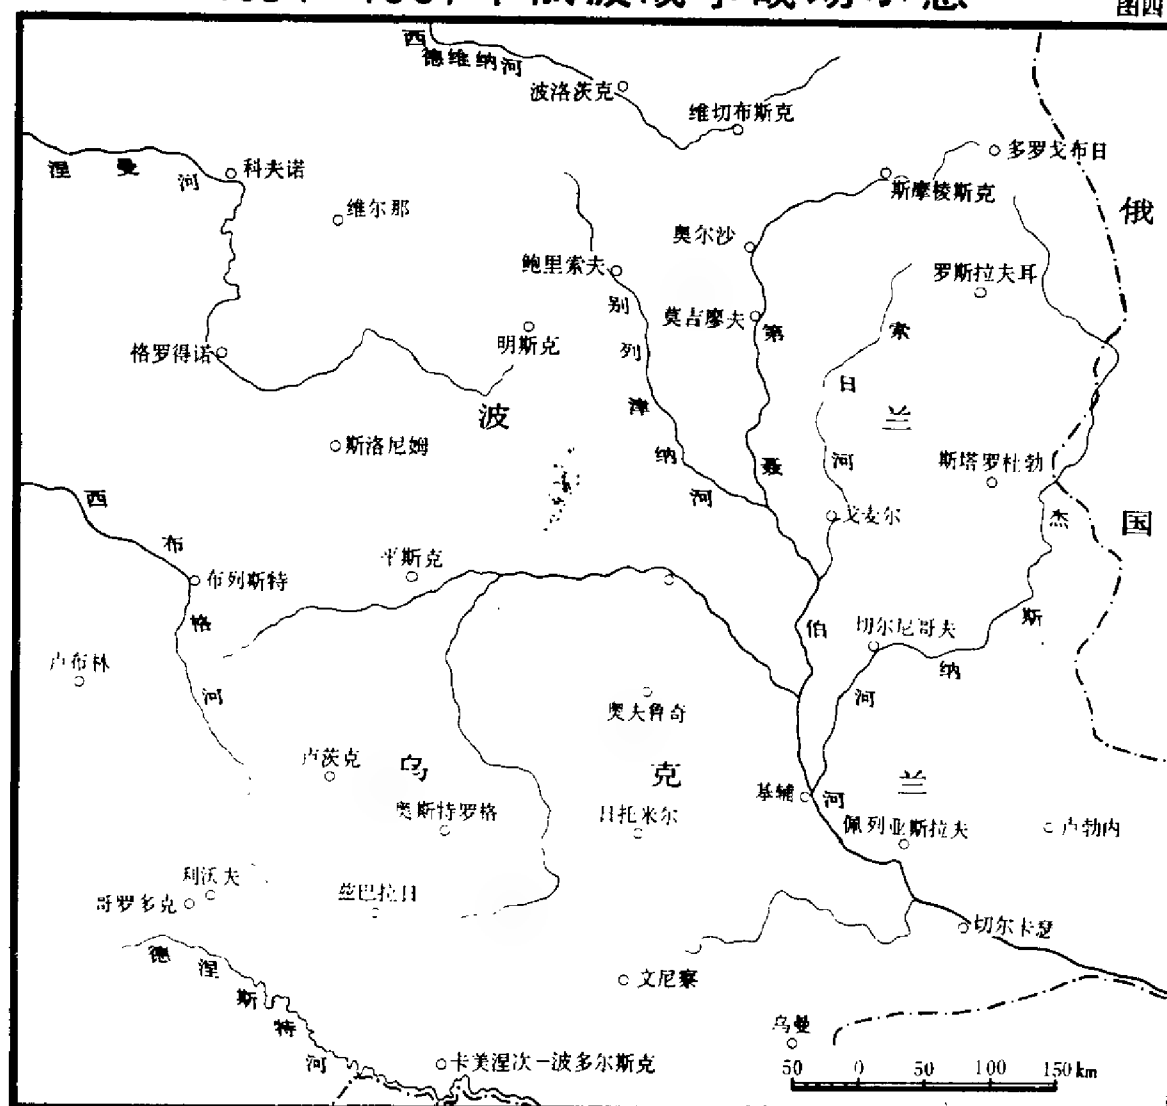 图四
西
德维纳河
波洛茨克
维切布斯克
多罗戈布日
涅曼河
科夫诺
维尔那
斯摩棱斯克
俄
奥尔沙
鲍里索夫
罗斯拉夫耳
别列津纳河
莫吉廖夫
第
索日河
明斯克
格罗得诺
波
兰
斯洛尼姆
聂
斯塔罗杜勃
西布格河
戈麦尔
杰斯纳河
国
平斯克
布列斯特
伯
切尔尼哥夫
卢布林
奥夫鲁奇
卢茨克
乌
克
兰
基辅
河
奥斯特罗格
日托米尔
佩列亚斯拉夫
卢勃内
利沃夫
哥罗多克
兹巴拉日
切尔卡瑟
德涅斯特河
文尼察
乌曼
卡美涅次-波多尔斯克
50 0 50 100 150 km